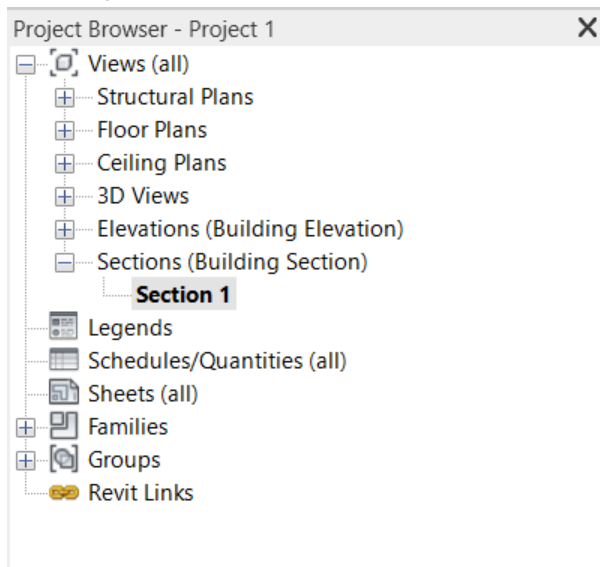 Project Browser - Project 1
Views (all)
Structural Plans
Floor Plans
Ceiling Plans
3D Views
Elevations (Building Elevation)
Sections (Building Section)
Section 1
Legends
Schedules/Quantities (all)
Sheets (all)
Families
Groups
Revit Links